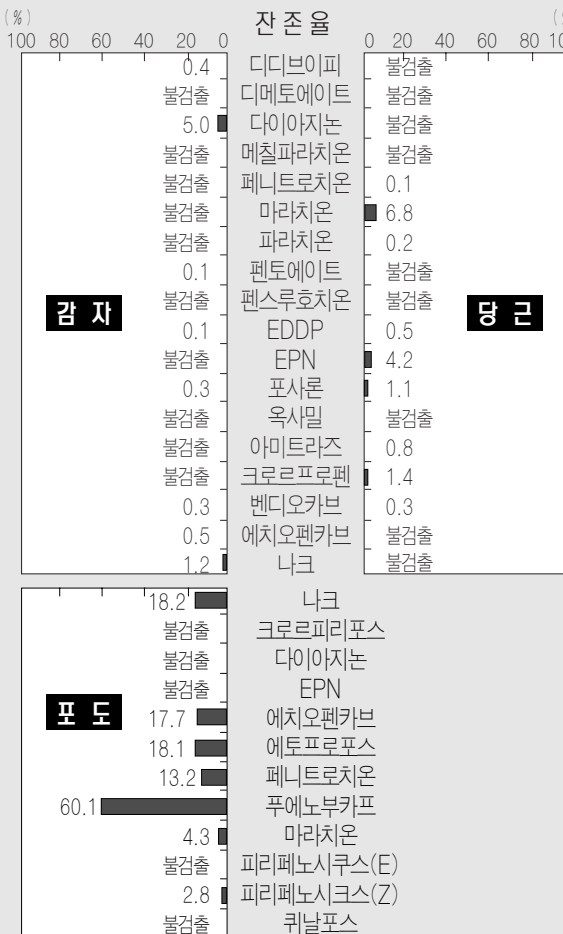 (%) 잔존율 (
100 80 60 40 20 0 0 20 40 60 80 10
0.4 디디브이피 불검출
불검출 디메토에이트 불검출
5.0 다이아지논 불검출
불검출 메칠파라치온 불검출
불검출 페니트로치온 0.1
불검출 마라치온 6.8
불검출 파라치온 0.2
0.1 펜토에이트 불검출
감자 불검출 펜스루호치온 불검출 당근
0.1 EDDP 0.5
불검출 EPN 4.2
0.3 포사론 1.1
불검출 옥사밀 불검출
불검출 아미트라즈 0.8
불검출 크로르프로펜 1.4
0.3 벤디오카브 0.3
0.5 에치오펜카브 불검출
1.2 나크 불검출
18.2 나크
불검출 크로르피리포스
불검출 다이아지논
불검출 EPN
포도 17.7 에치오펜카브
18.1 에토프로포스
13.2 페니트로치온
60.1 푸에노부카프
4.3 마라치온
불검출 피리페노시쿠스(E)
2.8 피리페노시크스(Z)
불검출 퀴날포스